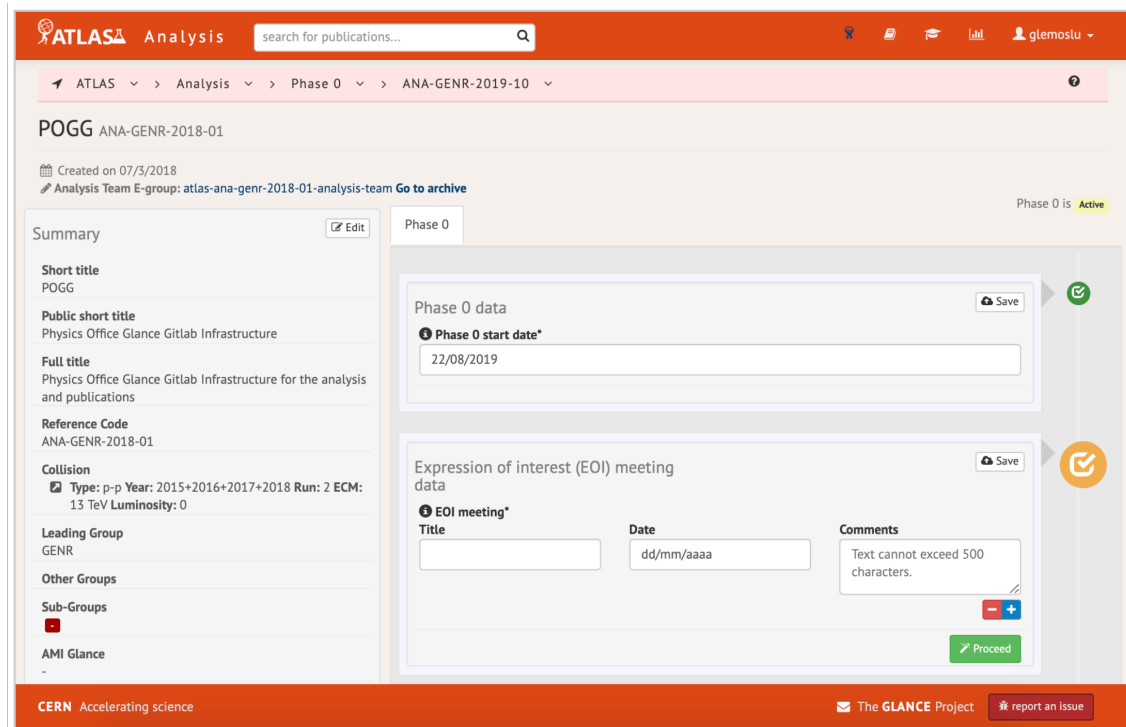 ATLAS Analysis search for publications... glemoslu
ATLAS > Analysis > Phase 0 > ANA-GENR-2019-10
POGG ANA-GENR-2018-01
Created on 07/3/2018
Analysis Team E-group: atlas-ana-genr-2018-01-analysis-team Go to archive
Phase 0 is Active
Summary
Edit
Short title
POGG
Public short title
Physics Office Glance Gitlab Infrastructure
Full title
Physics Office Glance Gitlab Infrastructure for the analysis
and publications
Reference Code
ANA-GENR-2018-01
Collision
Type: p-p Year: 2015+2016+2017+2018 Run: 2 ECM:
13 TeV Luminosity: 0
Leading Group
GENR
Other Groups
Sub-Groups
-
AMI Glance
-
Phase 0
Phase 0 data
Save
Phase 0 start date*
22/08/2019
Expression of interest (EOI) meeting
data
Save
EOI meeting*
Title Date Comments
dd/mm/aaaa
Text cannot exceed 500
characters.
Proceed
CERN Accelerating science
The GLANCE Project
report an issue